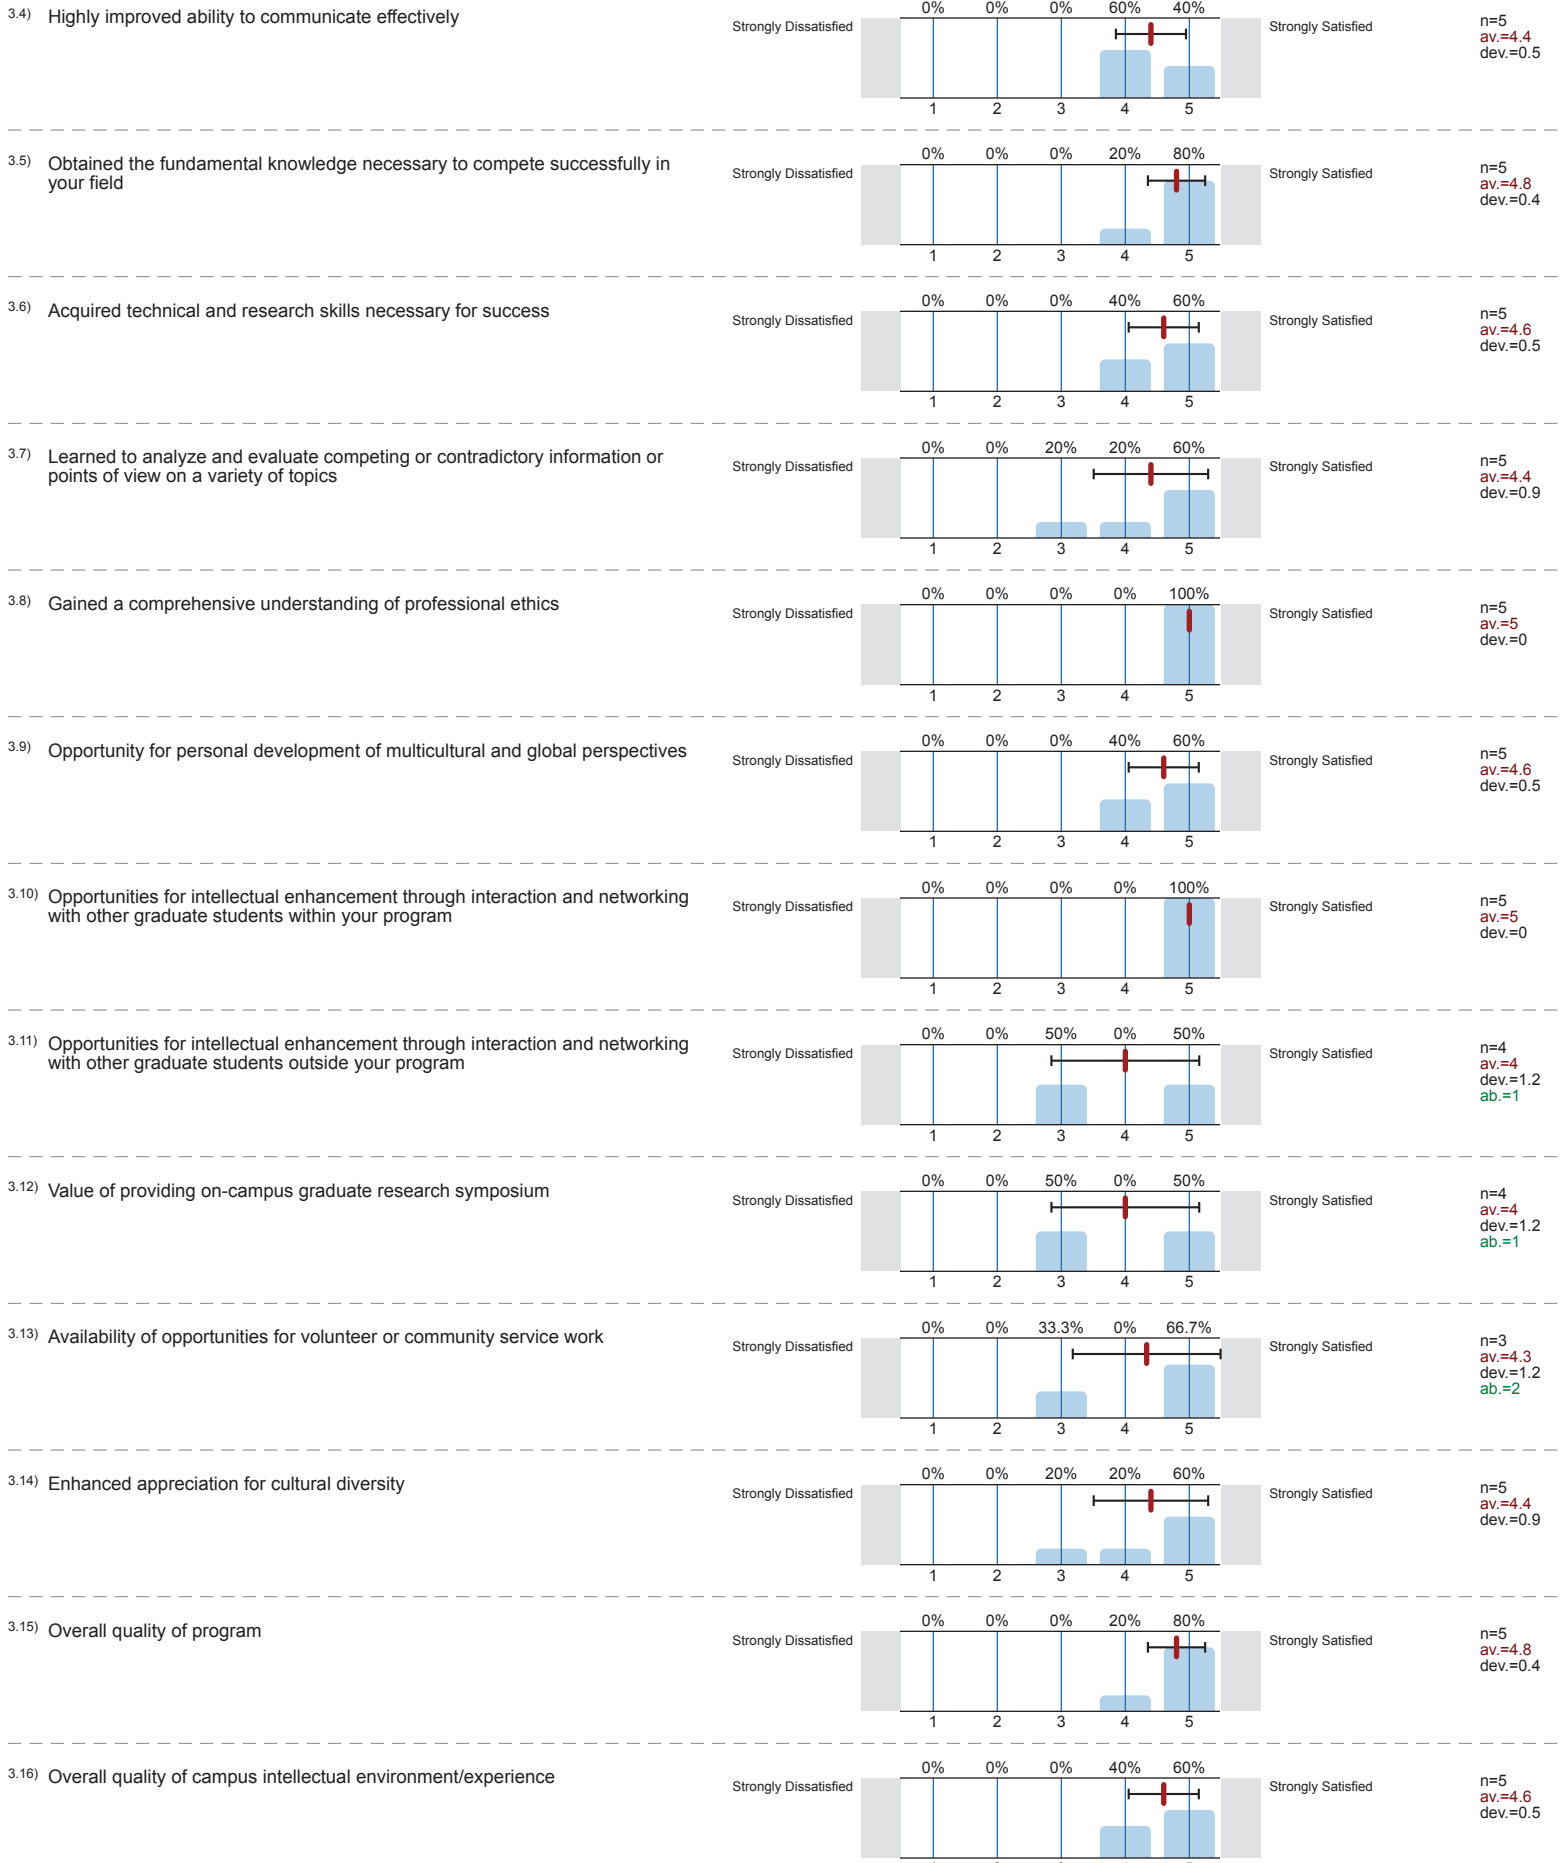 3.4) Highly improved ability to communicate effectively
Strongly Dissatisfied
0% 0% 0% 60% 40%
1 2 3 4 5
Strongly Satisfied
n=5
av.=4.4
dev.=0.5
3.5) Obtained the fundamental knowledge necessary to compete successfully in
your field
Strongly Dissatisfied
0% 0% 0% 20% 80%
1 2 3 4 5
Strongly Satisfied
n=5
av.=4.8
dev.=0.4
3.6) Acquired technical and research skills necessary for success
Strongly Dissatisfied
0% 0% 0% 40% 60%
1 2 3 4 5
Strongly Satisfied
n=5
av.=4.6
dev.=0.5
3.7) Learned to analyze and evaluate competing or contradictory information or
points of view on a variety of topics
Strongly Dissatisfied
0% 0% 20% 20% 60%
1 2 3 4 5
Strongly Satisfied
n=5
av.=4.4
dev.=0.9
3.8) Gained a comprehensive understanding of professional ethics
Strongly Dissatisfied
0% 0% 0% 0% 100%
1 2 3 4 5
Strongly Satisfied
n=5
av.=5
dev.=0
3.9) Opportunity for personal development of multicultural and global perspectives
Strongly Dissatisfied
0% 0% 0% 40% 60%
1 2 3 4 5
Strongly Satisfied
n=5
av.=4.6
dev.=0.5
3.10) Opportunities for intellectual enhancement through interaction and networking
with other graduate students within your program
Strongly Dissatisfied
0% 0% 0% 0% 100%
1 2 3 4 5
Strongly Satisfied
n=5
av.=5
dev.=0
3.11) Opportunities for intellectual enhancement through interaction and networking
with other graduate students outside your program
Strongly Dissatisfied
0% 0% 50% 0% 50%
1 2 3 4 5
Strongly Satisfied
n=4
av.=4
dev.=1.2
ab.=1
3.12) Value of providing on-campus graduate research symposium
Strongly Dissatisfied
0% 0% 50% 0% 50%
1 2 3 4 5
Strongly Satisfied
n=4
av.=4
dev.=1.2
ab.=1
3.13) Availability of opportunities for volunteer or community service work
Strongly Dissatisfied
0% 0% 33.3% 0% 66.7%
1 2 3 4 5
Strongly Satisfied
n=3
av.=4.3
dev.=1.2
ab.=2
3.14) Enhanced appreciation for cultural diversity
Strongly Dissatisfied
0% 0% 20% 20% 60%
1 2 3 4 5
Strongly Satisfied
n=5
av.=4.4
dev.=0.9
3.15) Overall quality of program
Strongly Dissatisfied
0% 0% 0% 20% 80%
1 2 3 4 5
Strongly Satisfied
n=5
av.=4.8
dev.=0.4
3.16) Overall quality of campus intellectual environment/experience
Strongly Dissatisfied
0% 0% 0% 40% 60%
Strongly Satisfied
n=5
av.=4.6
dev.=0.5